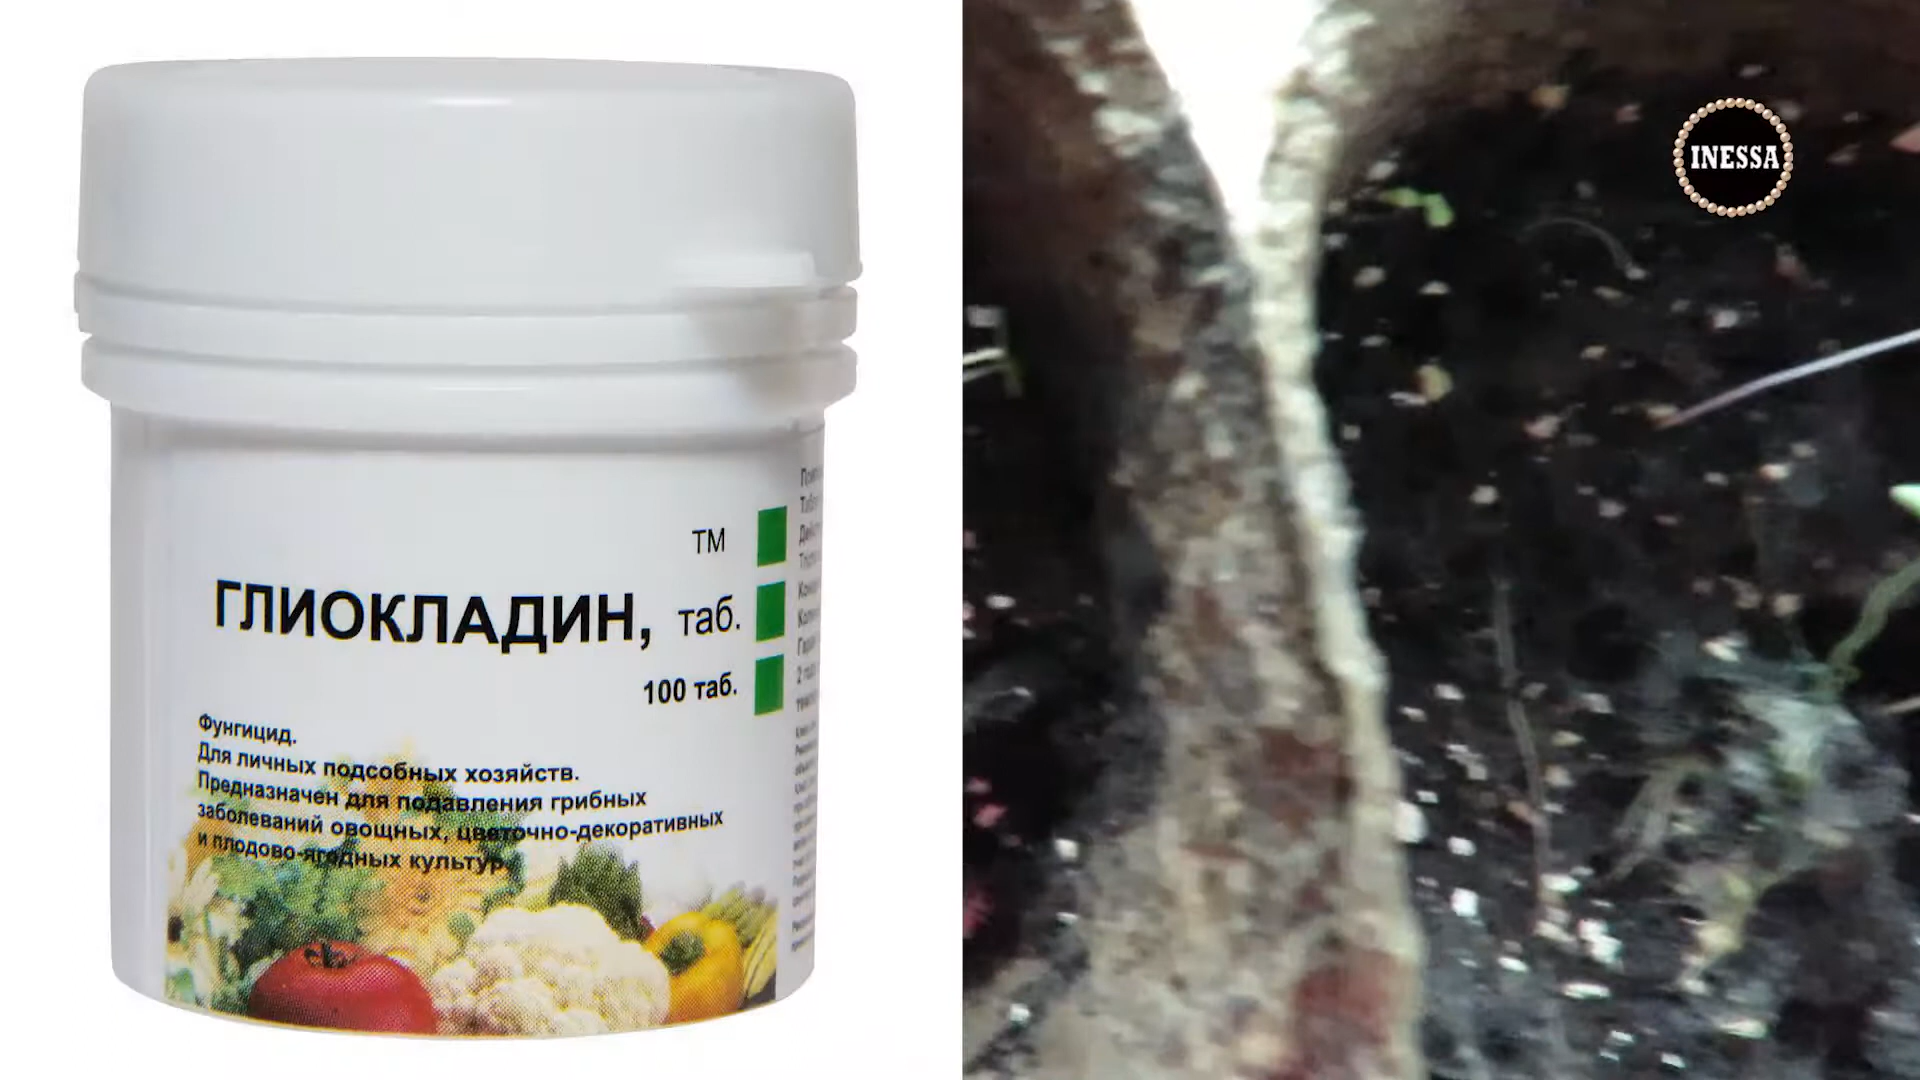 ТМ
ГЛИОКЛАДИН, таб.
100 таб.
Фунгицид.
Для личных подсобных хозяйств.
Предназначен для подавления грибных
заболеваний овощных, цветочно-декоративных
и плодово-ягодных культур.
INESSA